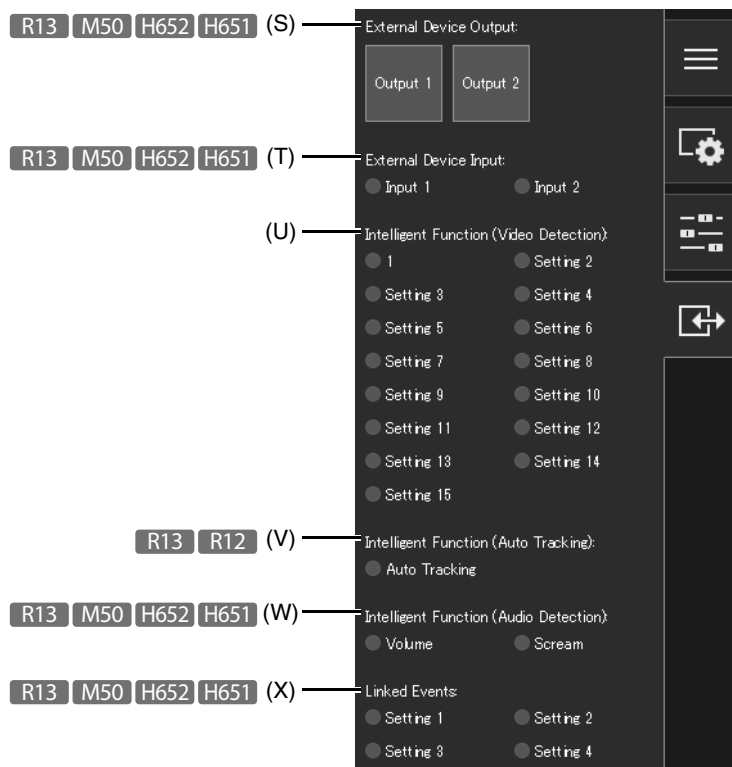 R13 M50 H652 H651 (S) External Device Output:
Output 1 Output 2
R13 M50 H652 H651 (T) External Device Input:
Input 1 Input 2
(U) Intelligent Function (Video Detection):
1 Setting 2
Setting 3 Setting 4
Setting 5 Setting 6
Setting 7 Setting 8
Setting 9 Setting 10
Setting 11 Setting 12
Setting 13 Setting 14
Setting 15
R13 R12 (V) Intelligent Function (Auto Tracking):
Auto Tracking
R13 M50 H652 H651 (W) Intelligent Function (Audio Detection):
Volume Scream
R13 M50 H652 H651 (X) Linked Events:
Setting 1 Setting 2
Setting 3 Setting 4